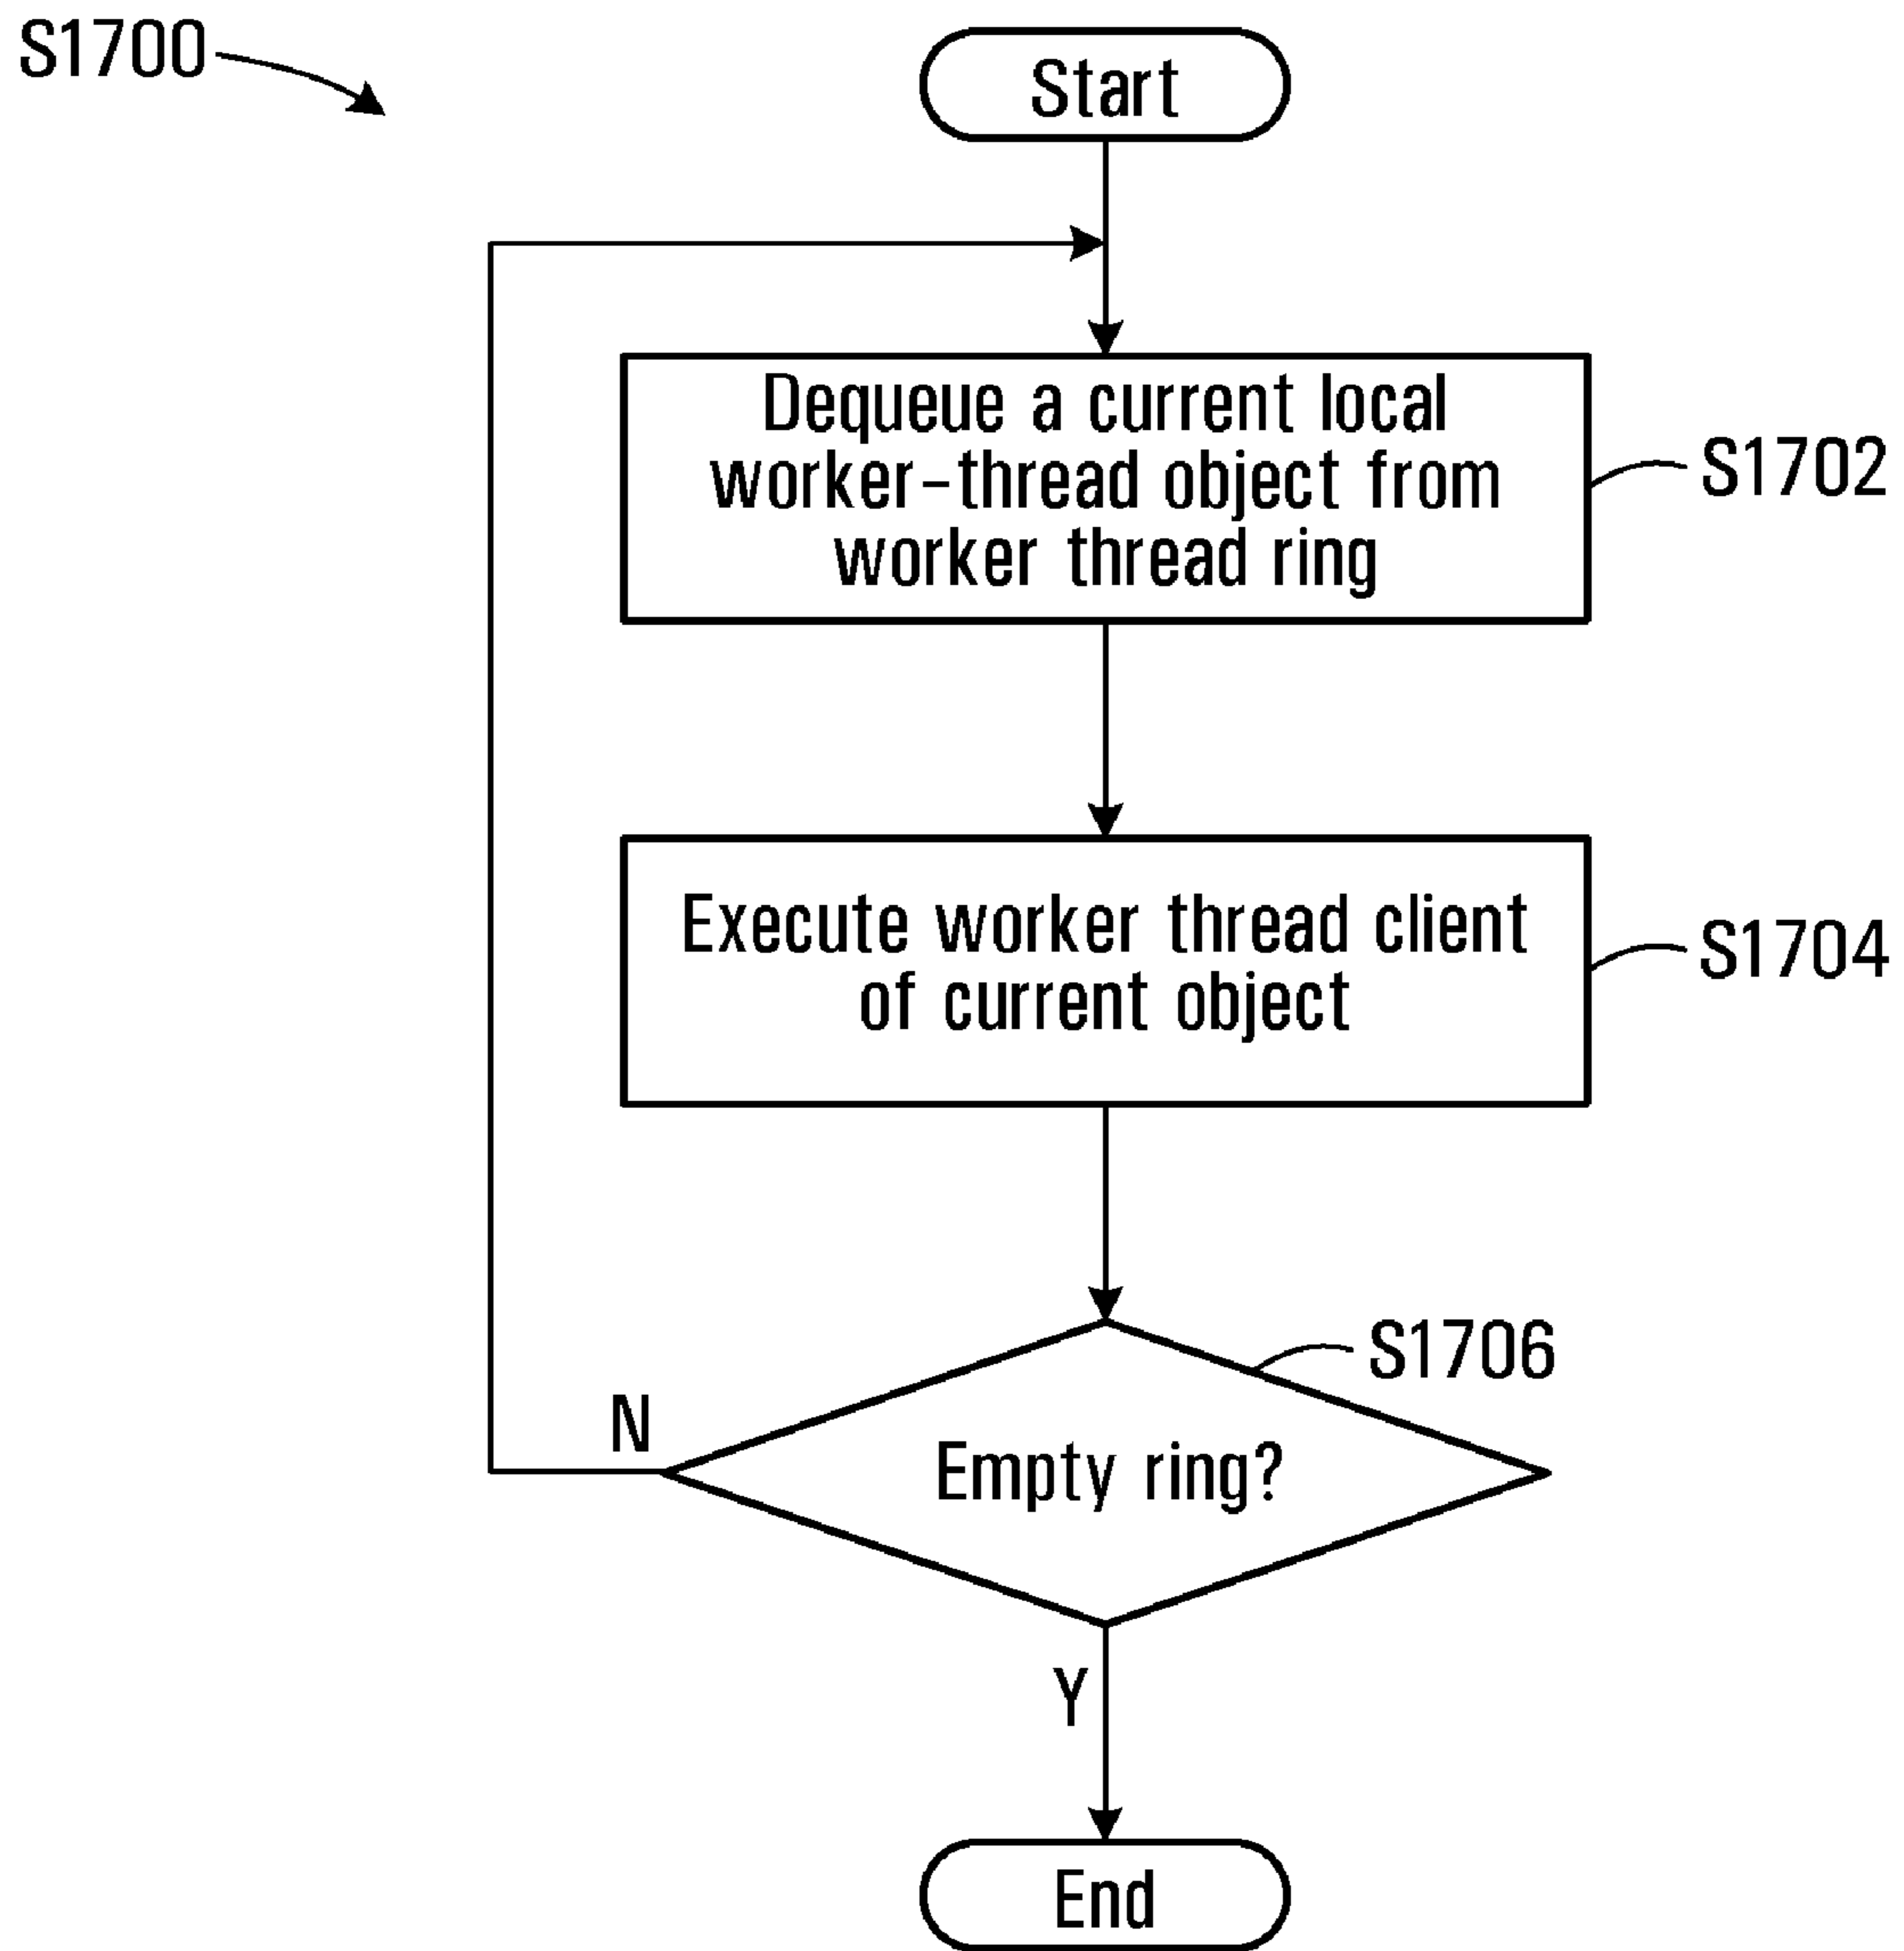 S1700
Start
Dequeue a current local
worker-thread object from
worker thread ring
S1702
Execute worker thread client
of current object
S1704
S1706
Empty ring?
N
Y
End